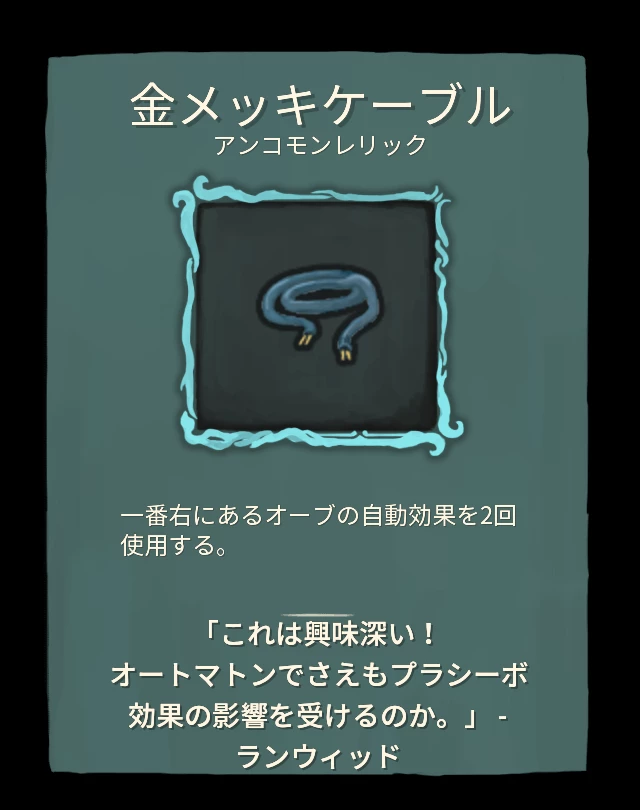 金メッキケーブル
アンコモンレリック
一番右にあるオーブの自動効果を2回
使用する。
「これは興味深い！
オートマトンでさえもプラシーボ
効果の影響を受けるのか。」 -
ランウィッド